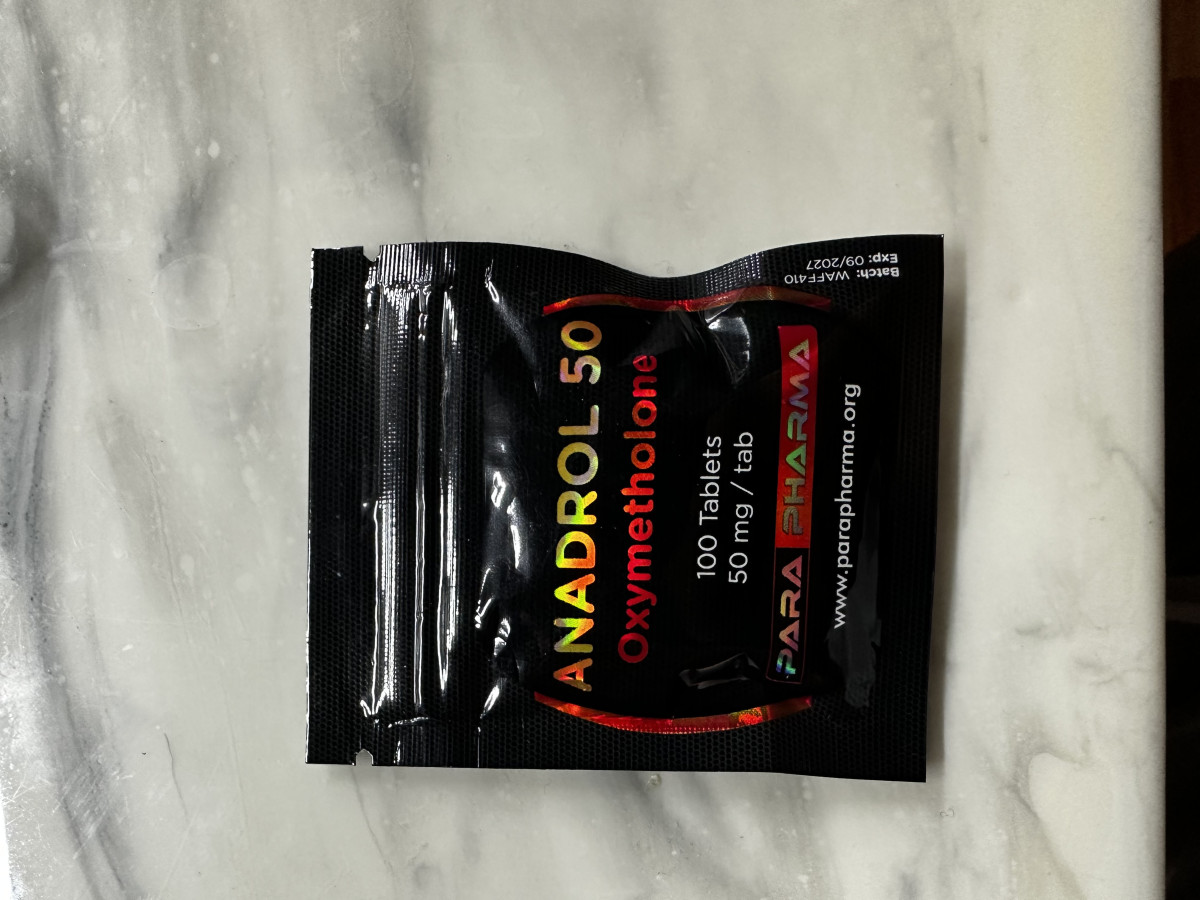 ANADROL 50
Oxymetholone
100 Tablets
50 mg / tab
PARA PHARMA
www.parapharma.org
Batch: WAFF410
Exp: 09/2027